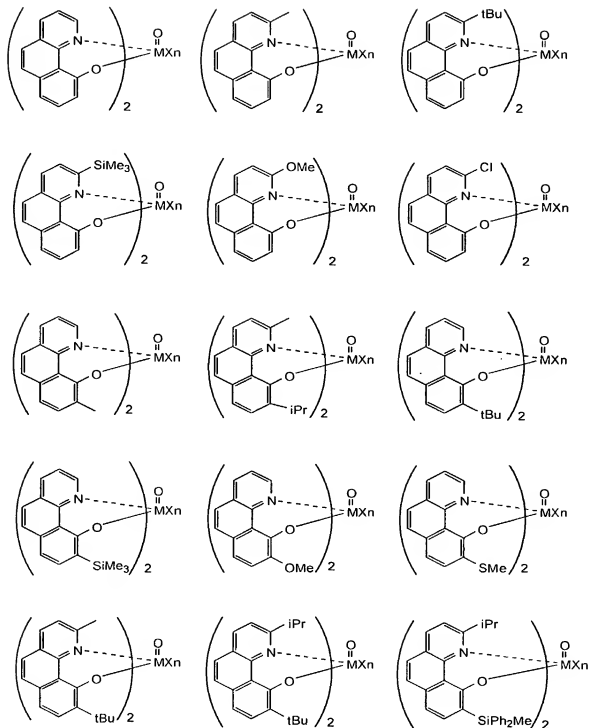 N O O MXn 2 N O O MXn 2 tBu N O O MXn 2
SiMe3 N O O MXn 2 OMe N O O MXn 2 Cl N O O MXn 2
N O O MXn 2 N O iPr O MXn 2 N O tBu O MXn 2
N O SiMe3 O MXn 2 N O OMe O MXn 2 N O SMe O MXn 2
N O tBu O MXn 2 iPr N O tBu O MXn 2 iPr N O SiPh2Me O MXn 2